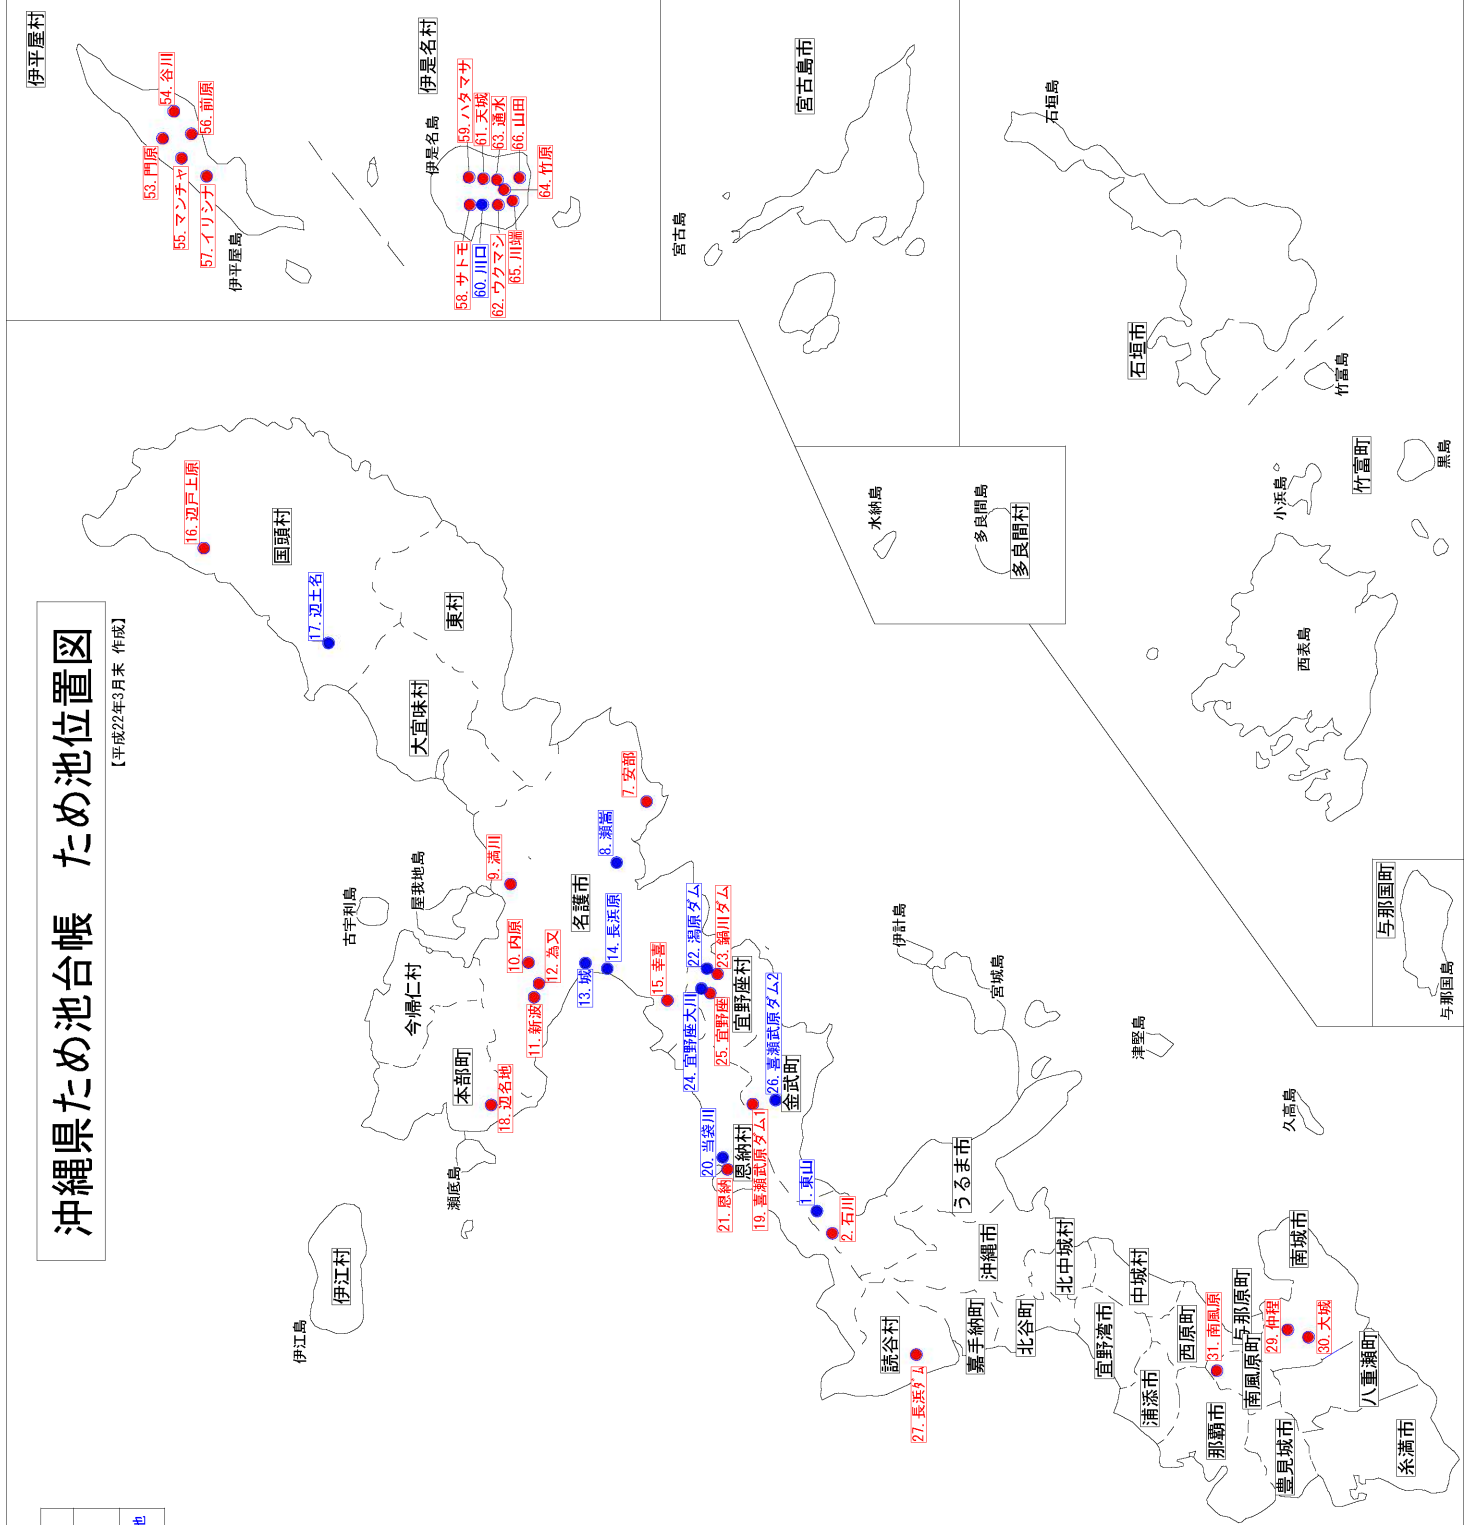 沖縄県ため池台帳　ため池位置図
【平成22年3月末 作成】
伊平屋村
54. 谷川
56. 前原
53. 門原
55. マンチャ
57. イリシナ
伊平屋島
伊是名村
伊是名島
59. ハタマサ
61. 天城
63. 通水
66. 山田
64. 竹原
58. サトモ
60. 川口
62. ウクマシ
65. 川端
宮古島市
宮古島
石垣島
石垣市
竹富島
竹富町
黒島
小浜島
西表島
水納島
多良間島
多良間村
与那国町
与那国島
16. 辺戸上原
国頭村
17. 辺土名
東村
大宜味村
7. 安部
8. 瀬嵩
9. 満川
名護市
屋我地島
古宇利島
10. 内原
12. 為又
11. 新波
13. 城
14. 長浜原
15. 幸喜
今帰仁村
本部町
18. 辺名地
瀬底島
伊江村
伊江島
22. 潟原ダム
23. 鍋川ダム
24. 宜野座大川
25. 宜野座
宜野座村
26. 喜瀬武原ダム2
金武町
20. 当袋川
21. 恩納
恩納村
19. 喜瀬武原ダム1
1. 東山
2. 石川
伊計島
宮城島
津堅島
久高島
うるま市
沖縄市
北中城村
読谷村
27. 長浜ダム
嘉手納町
北谷町
宜野湾市
中城村
西原町
浦添市
那覇市
31. 南風原
与那原町
南風原町
南城市
29. 仲程
30. 大城
八重瀬町
豊見城市
糸満市
地